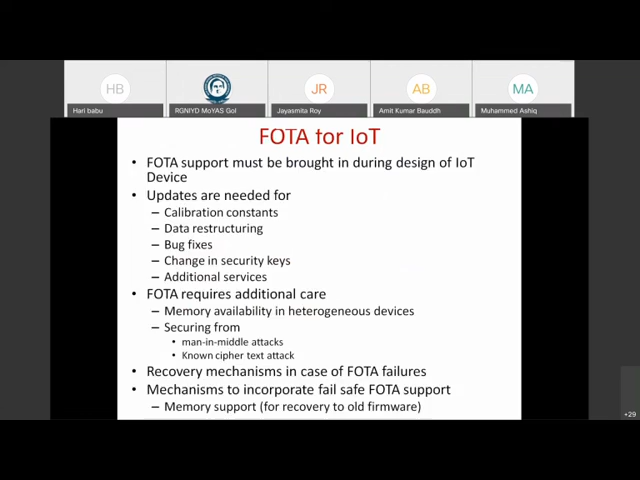 HB
JR
AB
MA
Hari babu
RGNIYD MoYAS GoI
Jayasmita Roy
Amit Kumar Bauddh
Muhammed Ashiq
FOTA for IoT
• FOTA support must be brought in during design of IoT
Device
• Updates are needed for
– Calibration constants
– Data restructuring
– Bug fixes
– Change in security keys
– Additional services
• FOTA requires additional care
– Memory availability in heterogeneous devices
– Securing from
• man-in-middle attacks
• Known cipher text attack
• Recovery mechanisms in case of FOTA failures
• Mechanisms to incorporate fail safe FOTA support
– Memory support (for recovery to old firmware)
+29